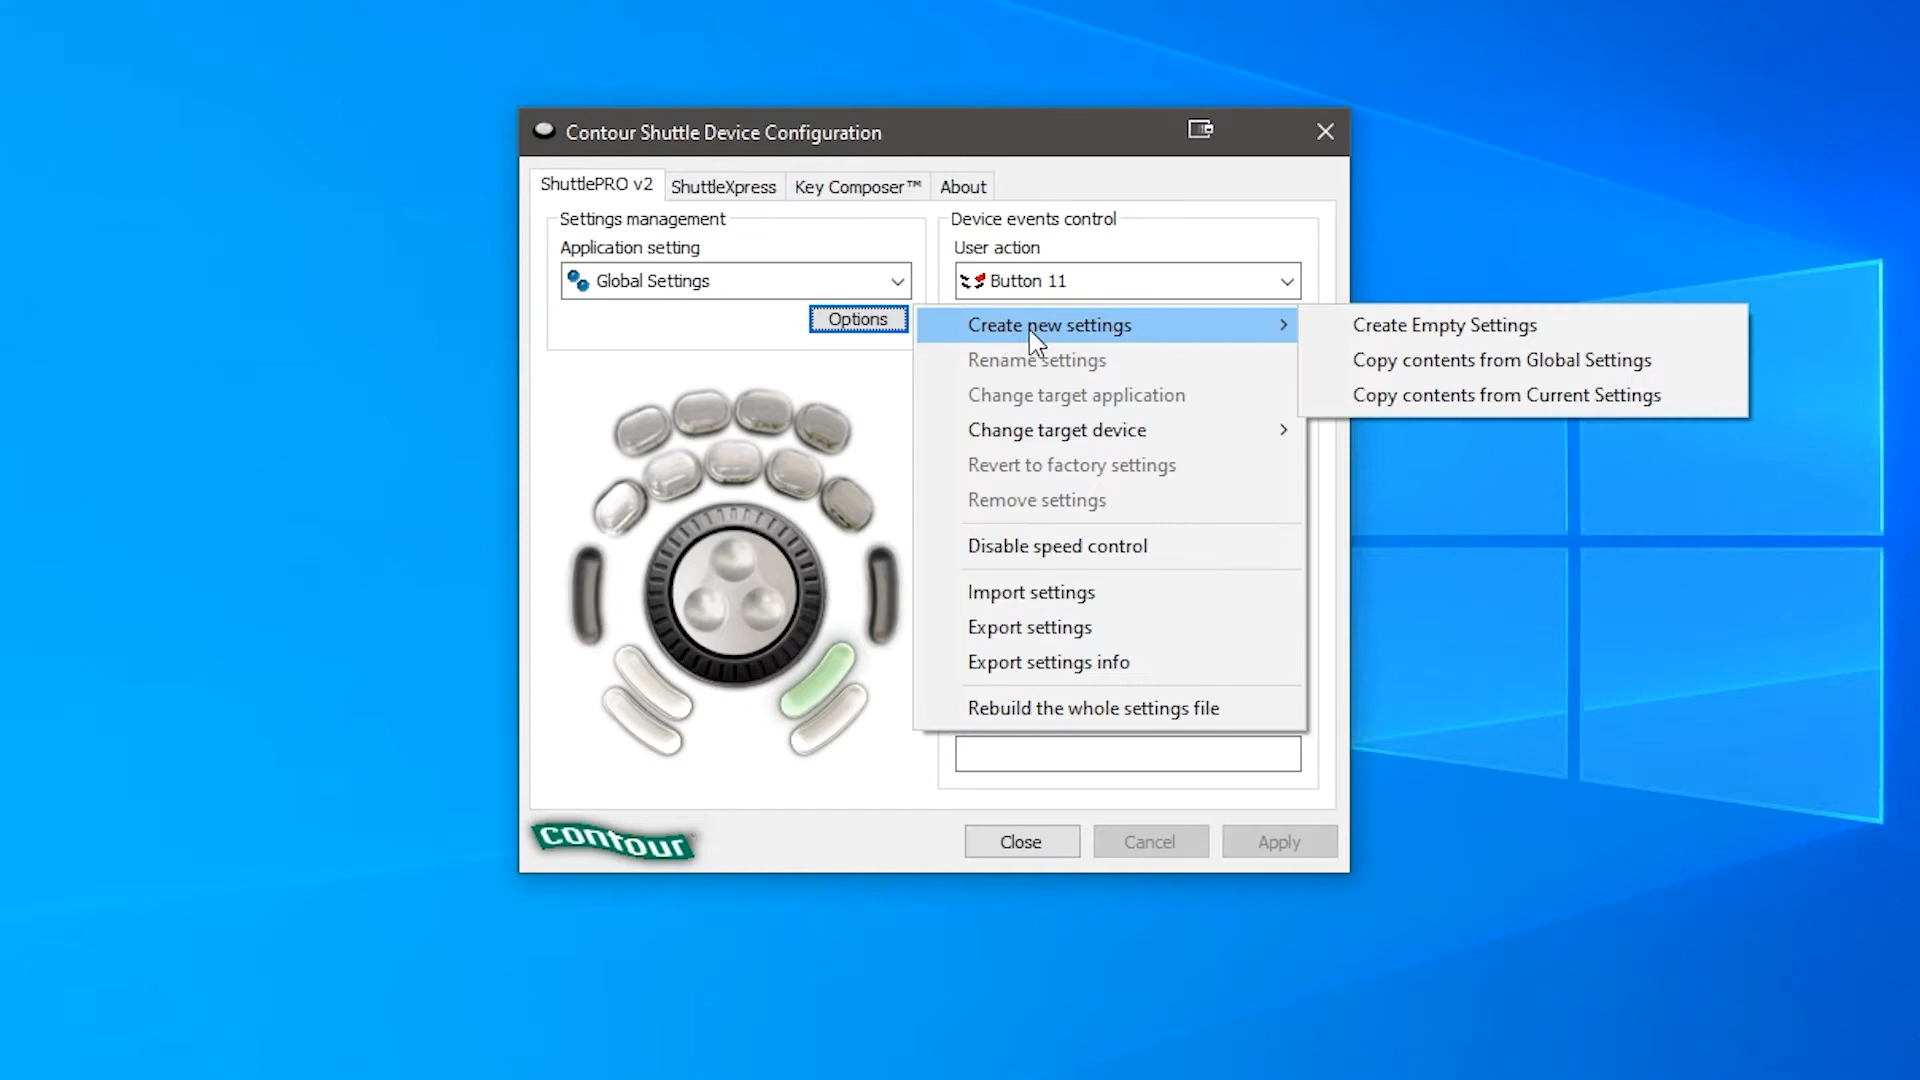 Contour Shuttle Device Configuration
ShuttlePRO v2
ShuttleXpress
Key Composer™
About
Settings management
Application setting
Global Settings
Options
Device events control
User action
Button 11
Create new settings
Rename settings
Change target application
Change target device
Revert to factory settings
Remove settings
Disable speed control
Import settings
Export settings
Export settings info
Rebuild the whole settings file
Create Empty Settings
Copy contents from Global Settings
Copy contents from Current Settings
contour
Close
Cancel
Apply